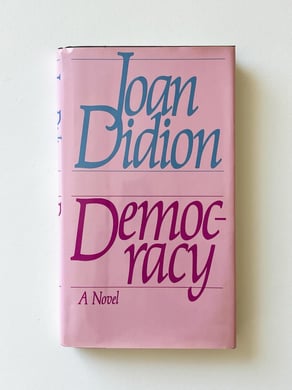 Joan
Didion
Democ-
racy
A Novel